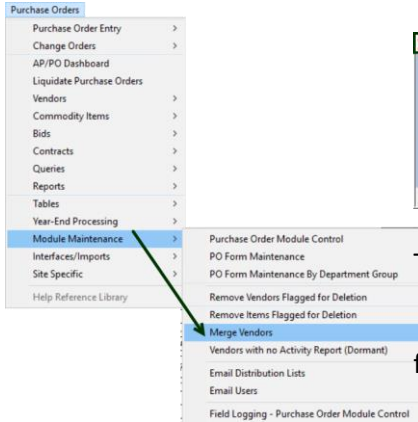 Purchase Orders
Purchase Order Entry >
Change Orders >
AP/PO Dashboard
Liquidate Purchase Orders
Vendors >
Commodity Items >
Bids >
Contracts >
Queries >
Reports >
Tables >
Year-End Processing >
Module Maintenance >
Interfaces/Imports >
Site Specific >
Help Reference Library
Purchase Order Module Control
PO Form Maintenance
PO Form Maintenance By Department Group
Remove Vendors Flagged for Deletion
Remove Items Flagged for Deletion
Merge Vendors
Vendors with no Activity Report (Dormant)
Email Distribution Lists
Email Users
Field Logging - Purchase Order Module Control